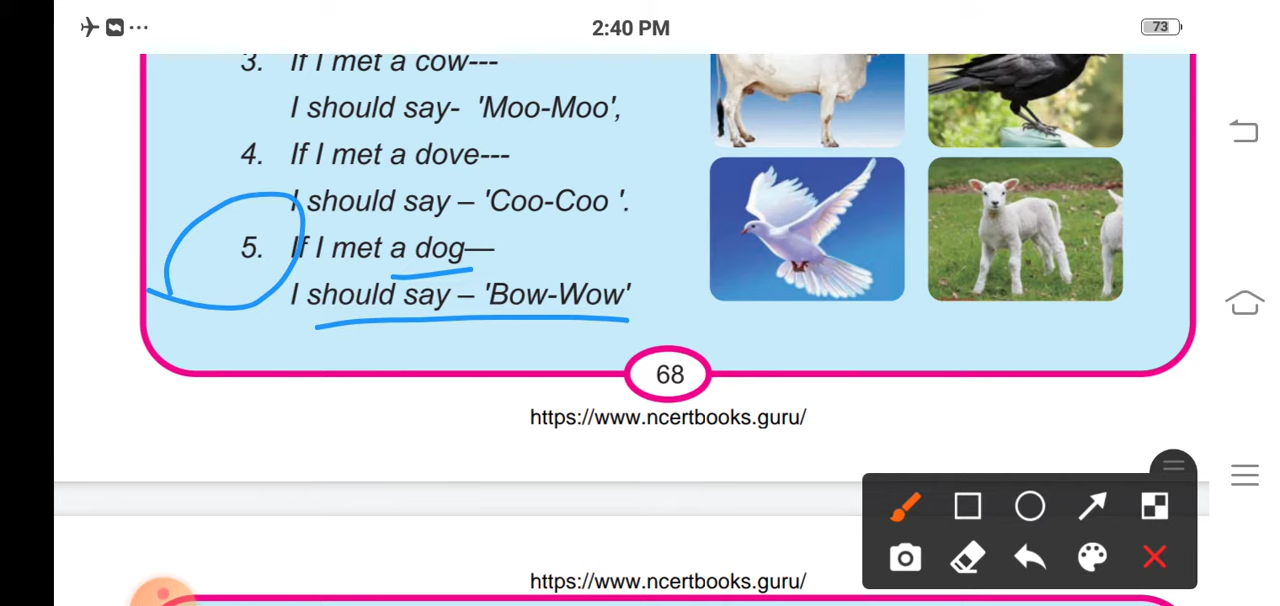 2:40 PM
73
3. If I met a cow---
I should say- 'Moo-Moo',
4. If I met a dove---
I should say – 'Coo-Coo '.
5. If I met a dog—
I should say – 'Bow-Wow'
68
https://www.ncertbooks.guru/
https://www.ncertbooks.guru/